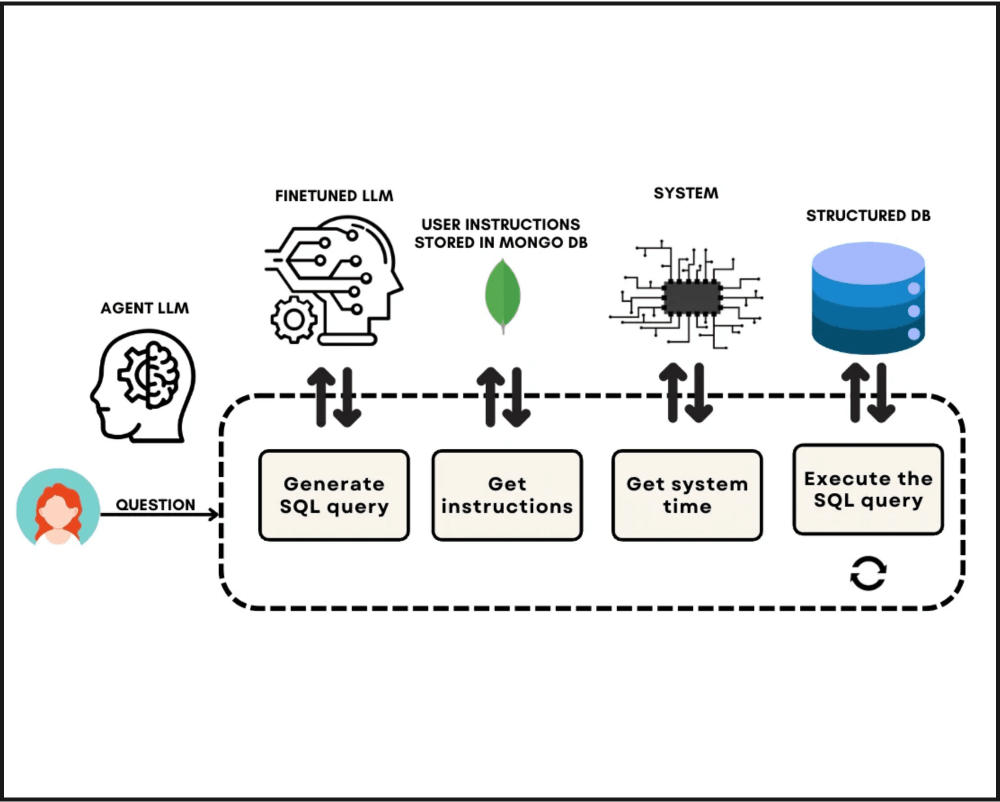 FINETUNED LLM
USER INSTRUCTIONS
STORED IN MONGO DB
SYSTEM
STRUCTURED DB
AGENT LLM
QUESTION
Generate
SQL query
Get
instructions
Get system
time
Execute the
SQL query